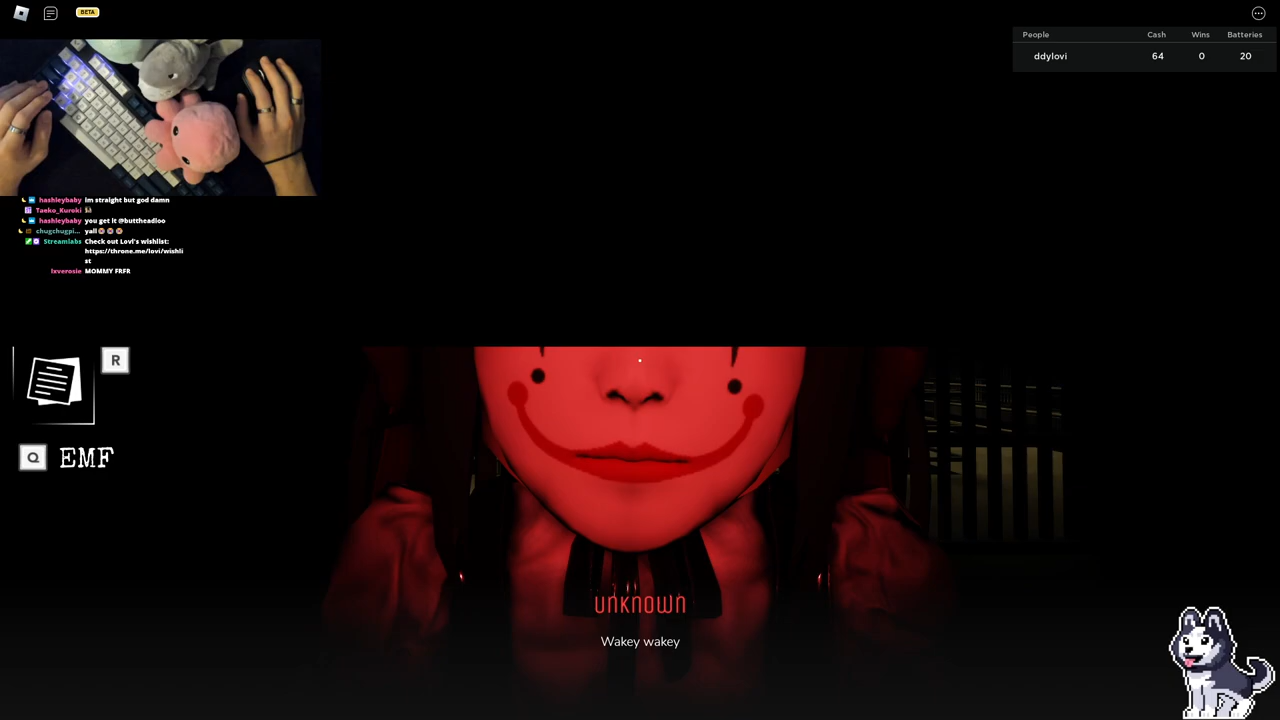 BETA
People Cash Wins Batteries
ddylovi 64 0 20
hashleybaby im straight but god damn
Taeko_Kuroki
hashleybaby you get it @buttheadloo
chugchugpi... yall
Streamlabs Check out Lovi's wishlist:
https://throne.me/lovi/wishli
st
lxverosie MOMMY FRFR
R
Q EMF
unknown
Wakey wakey